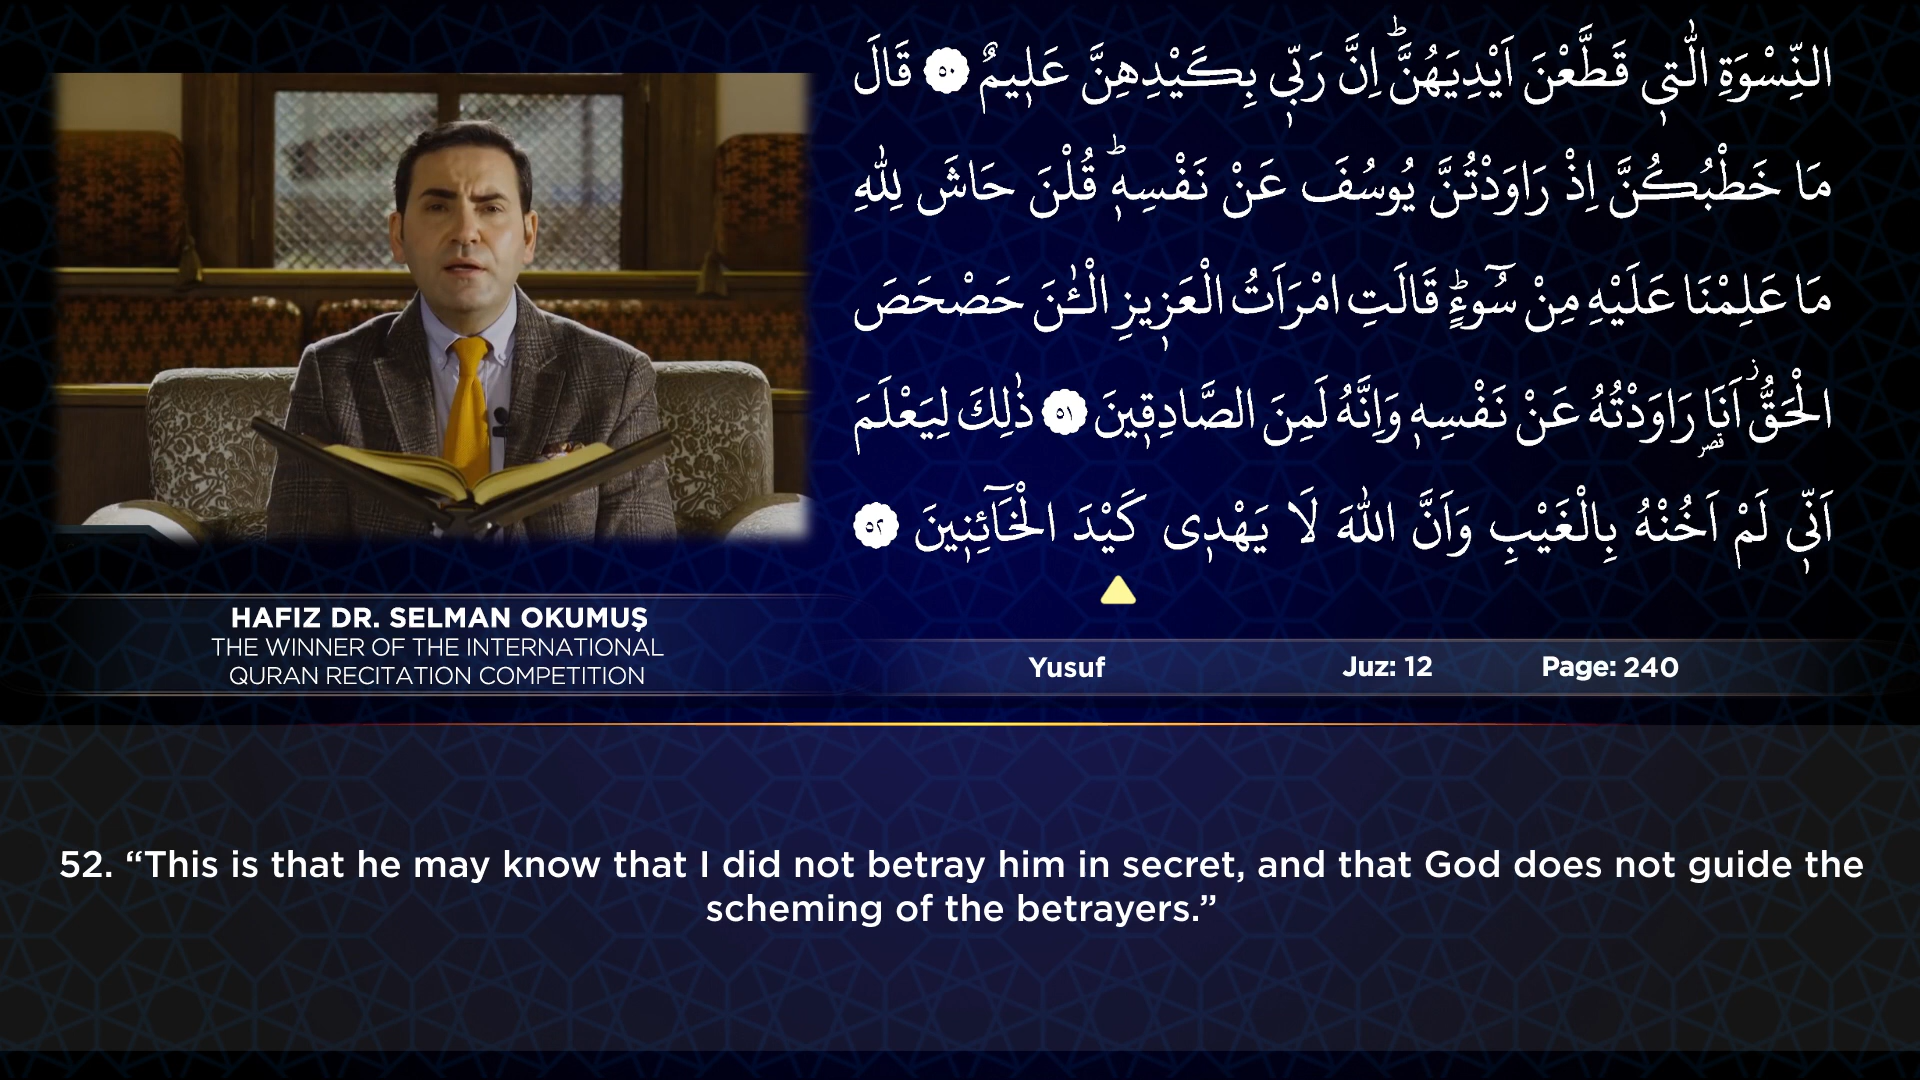 النِّسْوَةِ الّٰتٖي قَطَّعْنَ اَيْدِيَهُنَّؕ اِنَّ رَبّٖي بِكَيْدِهِنَّ عَلٖيمٌ ٥٠ قَالَ
مَا خَطْبُكُنَّ اِذْ رَاوَدْتُنَّ يُوسُفَ عَنْ نَفْسِهٖؕ قُلْنَ حَاشَ لِلّٰهِ
مَا عَلِمْنَا عَلَيْهِ مِنْ سُٓوءٍؕ قَالَتِ امْرَاَتُ الْعَزٖيزِ الْـٰٔنَ حَصْحَصَ
الْحَقُّؗ اَنَا۬ قصر رَاوَدْتُهُ عَنْ نَفْسِهٖ وَاِنَّهُ لَمِنَ الصَّادِقٖينَ ٥١ ذٰلِكَ لِيَعْلَمَ
اَنّٖي لَمْ اَخُنْهُ بِالْغَيْبِ وَاَنَّ اللّٰهَ لَا يَهْدٖى كَيْدَ الْخَٓائِنٖينَ ٥٢
HAFIZ DR. SELMAN OKUMUŞ
THE WINNER OF THE INTERNATIONAL
QURAN RECITATION COMPETITION
Yusuf Juz: 12 Page: 240
52. “This is that he may know that I did not betray him in secret, and that God does not guide the
scheming of the betrayers.”